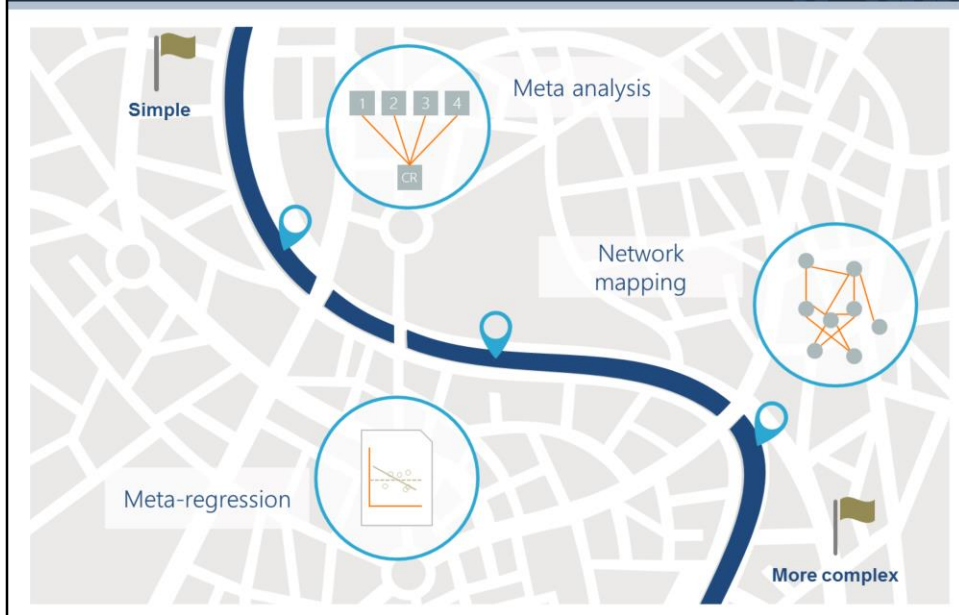 Simple
Meta analysis
1 2 3 4
CR
Network
mapping
Meta-regression
More complex